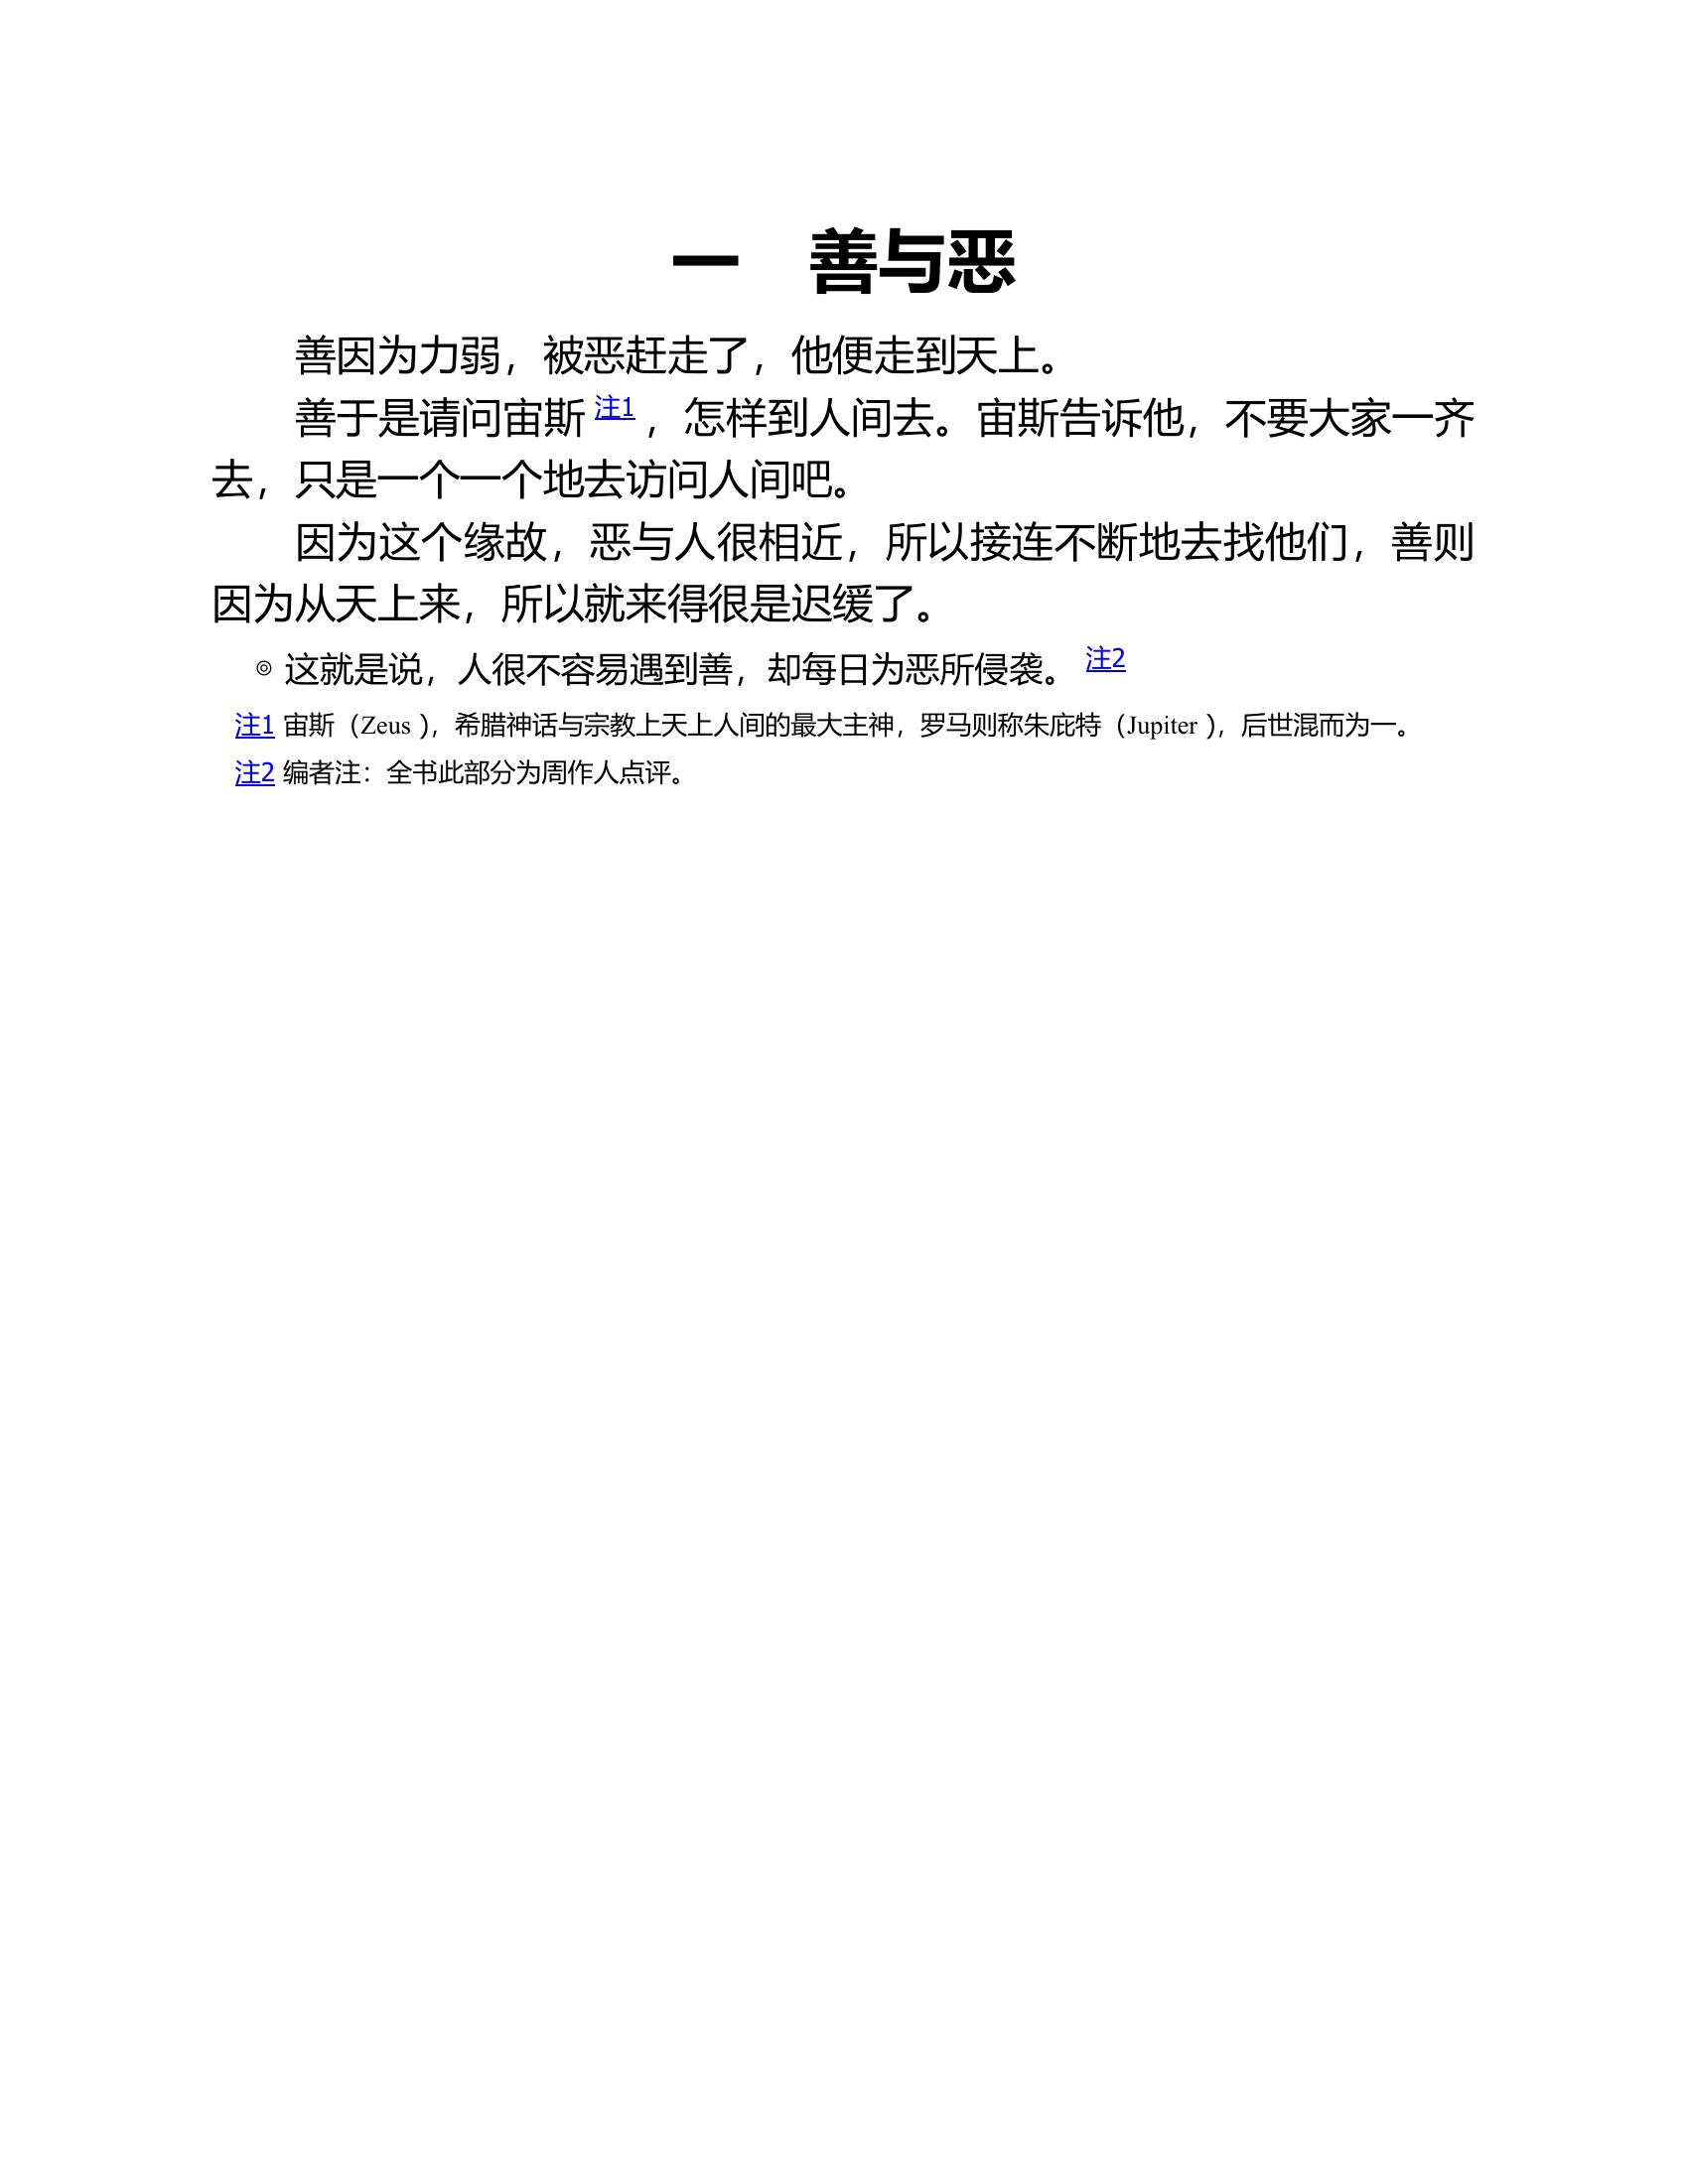 一　善与恶
善因为力弱，被恶赶走了，他便走到天上。
善于是请问宙斯 注1 ，怎样到人间去。宙斯告诉他，不要大家一齐
去，只是一个一个地去访问人间吧。
因为这个缘故，恶与人很相近，所以接连不断地去找他们，善则
因为从天上来，所以就来得很是迟缓了。
◎ 这就是说，人很不容易遇到善，却每日为恶所侵袭。 注2
注1 宙斯（Zeus ），希腊神话与宗教上天上人间的最大主神，罗马则称朱庇特（Jupiter ），后世混而为一。
注2 编者注：全书此部分为周作人点评。